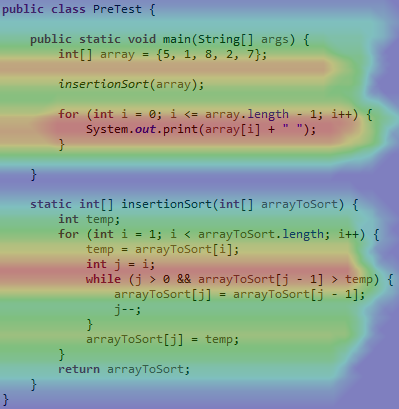 public class PreTest {
public static void main(String[] args) {
int[] array = {5, 1, 8, 2, 7};
insertionSort(array);
for (int i = 0; i <= array.length - 1; i++) {
System.out.print(array[i] + " ");
}
}
static int[] insertionSort(int[] arrayToSort) {
int temp;
for (int i = 1; i < arrayToSort.length; i++) {
temp = arrayToSort[i];
int j = i;
while (j > 0 && arrayToSort[j - 1] > temp) {
arrayToSort[j] = arrayToSort[j - 1];
j--;
}
arrayToSort[j] = temp;
}
return arrayToSort;
}
}